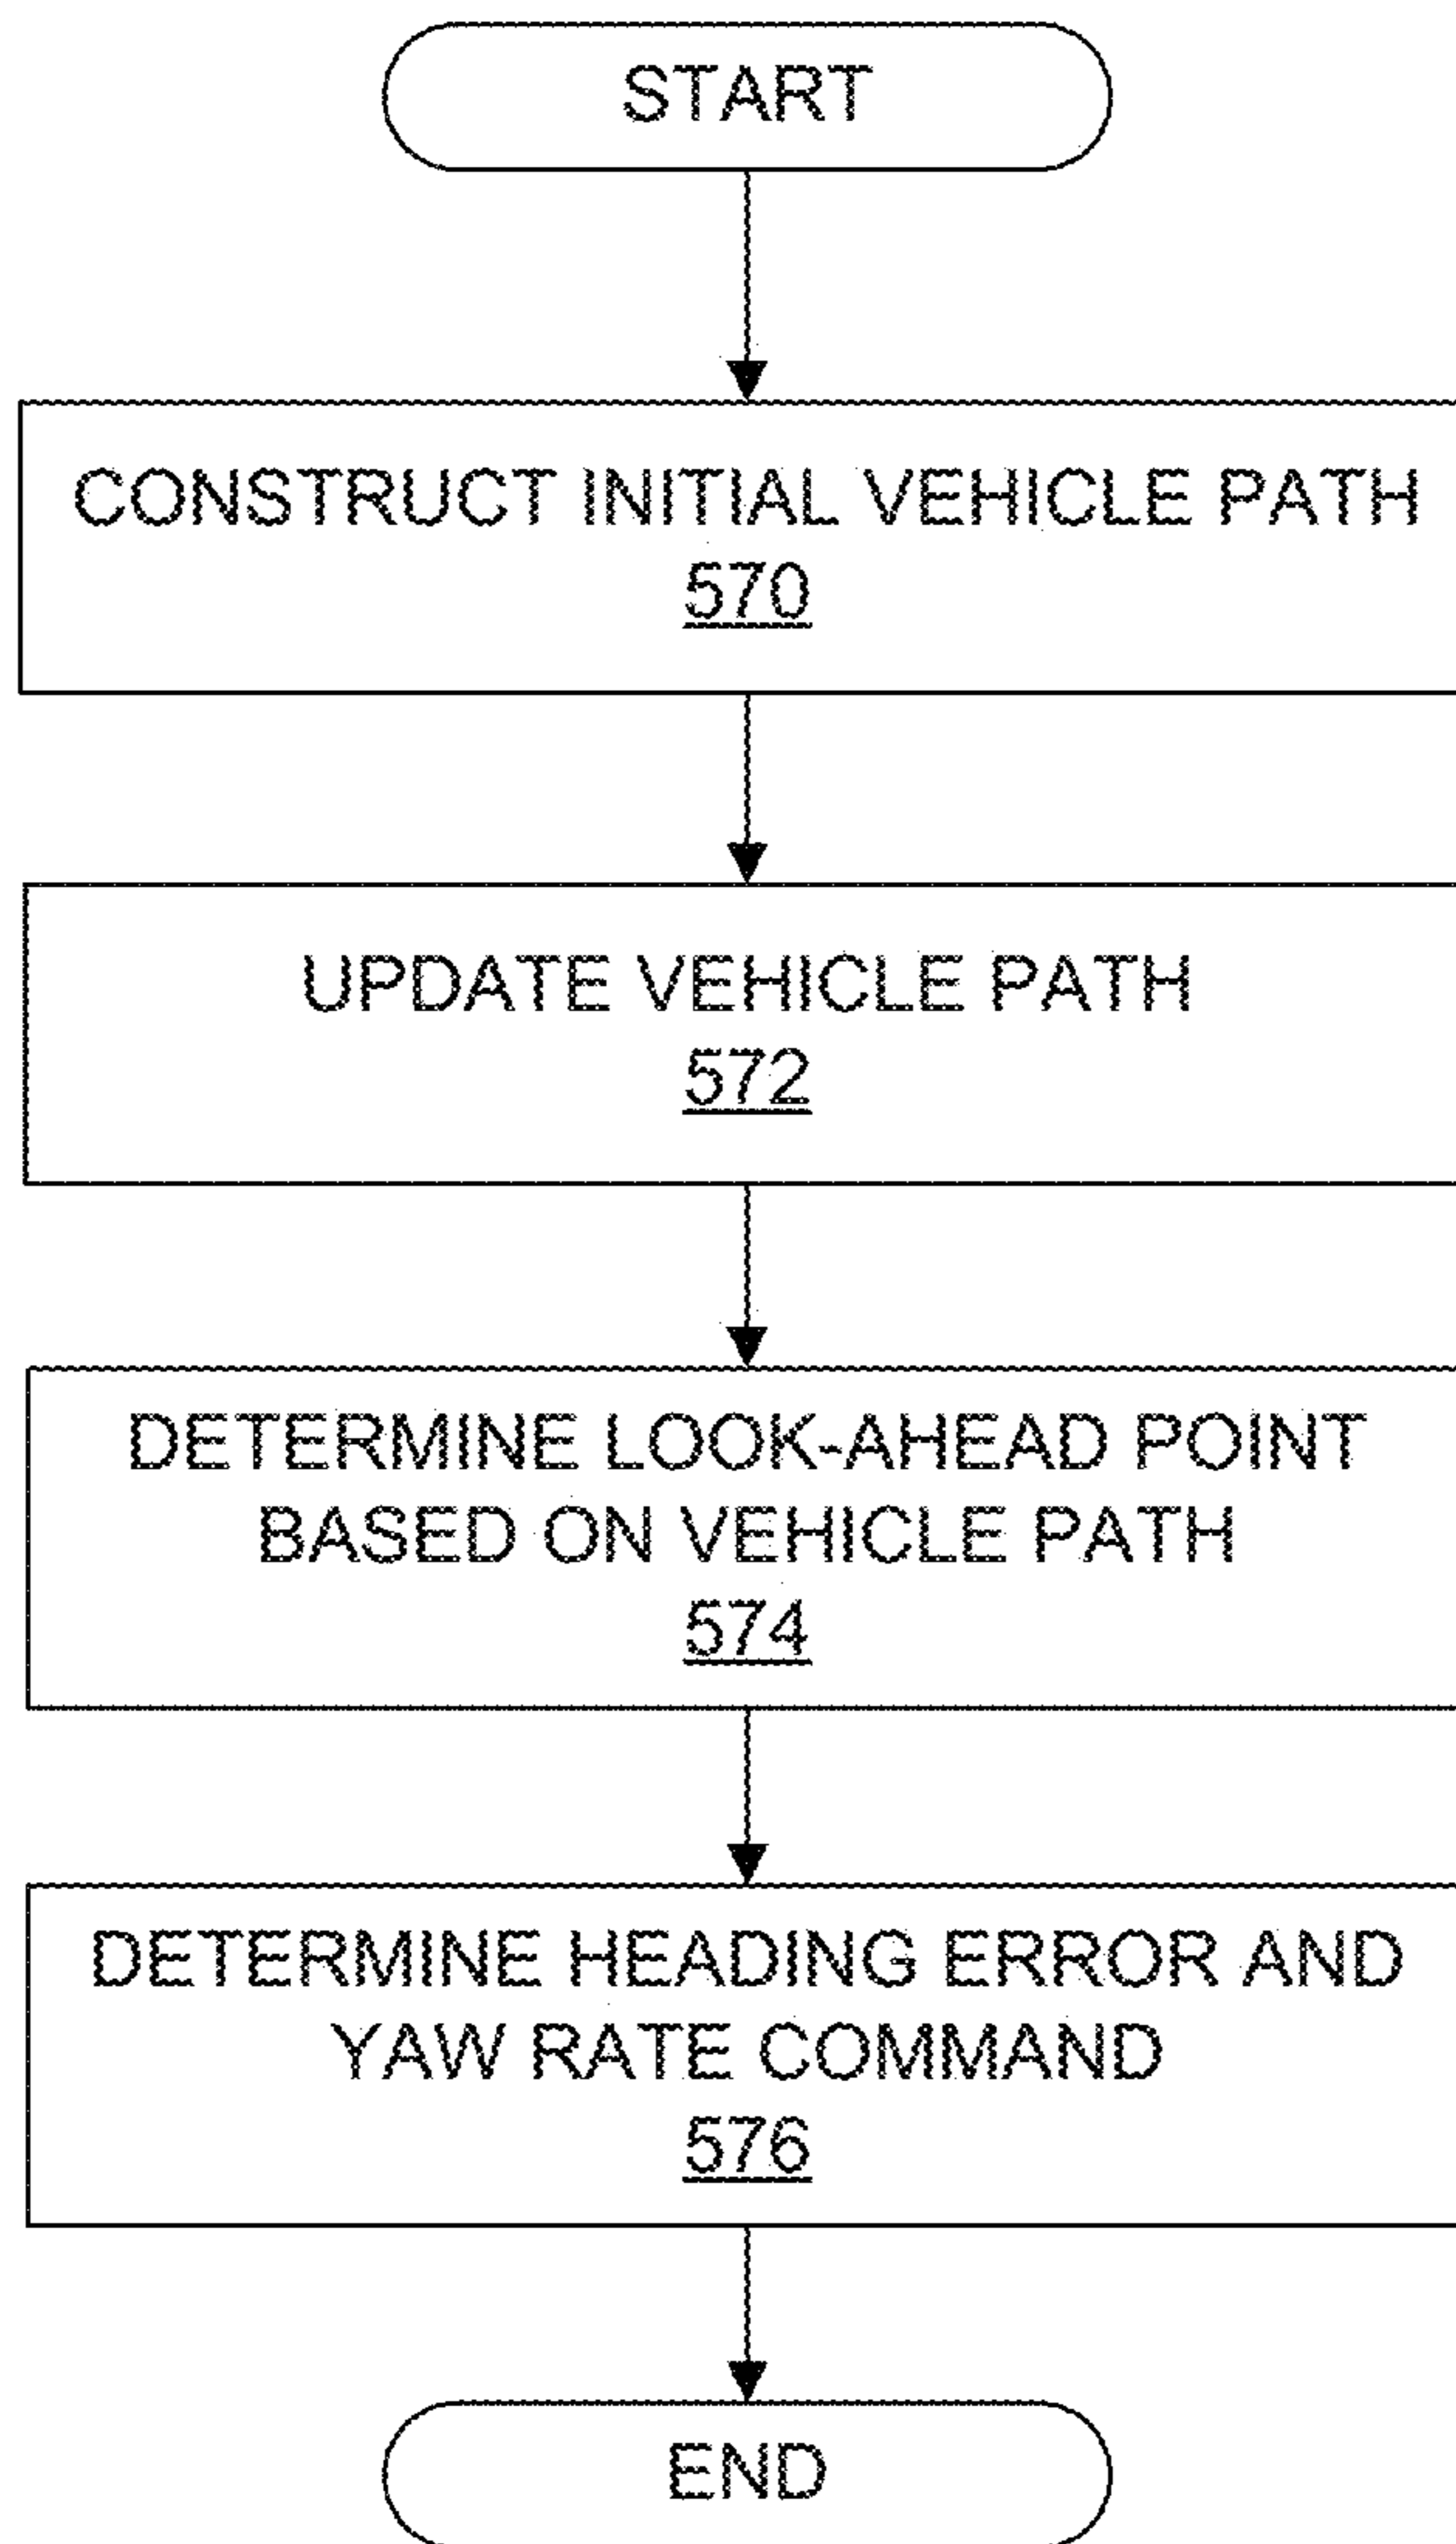 START
CONSTRUCT INITIAL VEHICLE PATH
570
UPDATE VEHICLE PATH
572
DETERMINE LOOK-AHEAD POINT
BASED ON VEHICLE PATH
574
DETERMINE HEADING ERROR AND
YAW RATE COMMAND
576
END